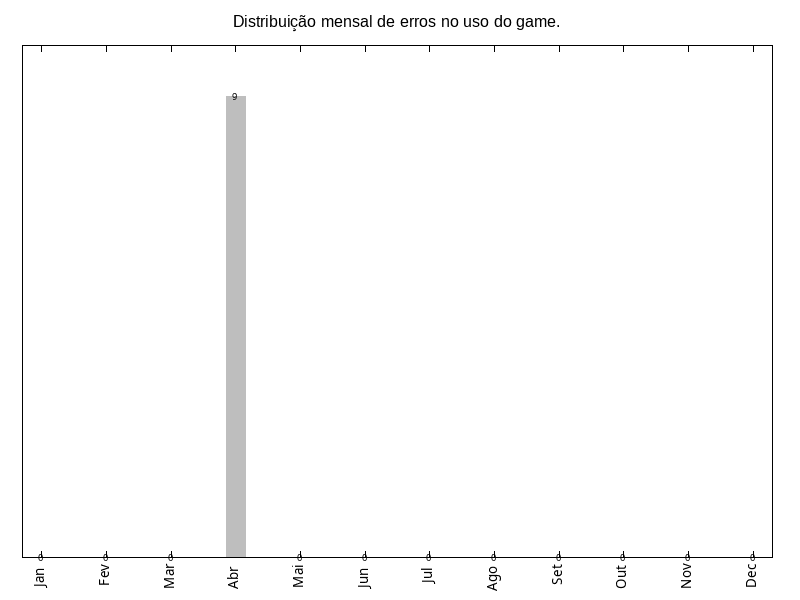 Distribuição mensal de erros no uso do game.
9
0 0 0 0 0 0 0 0 0 0 0
Jan Fev Mar Abr Mai Jun Jul Ago Set Out Nov Dec